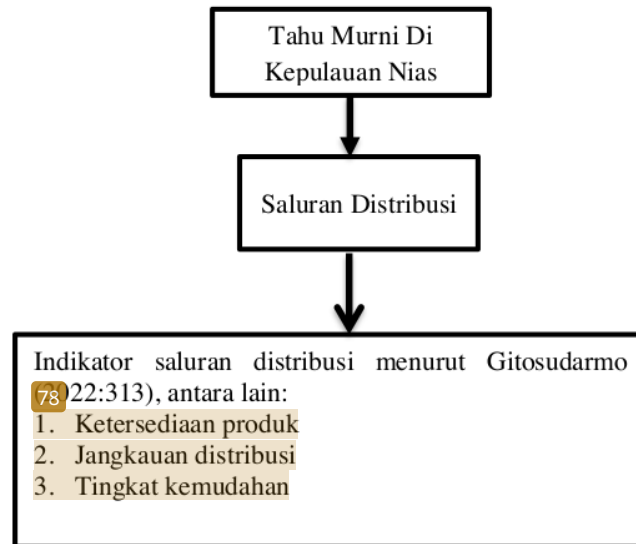 Tahu Murni Di
Kepulauan Nias
Saluran Distribusi
Indikator saluran distribusi menurut Gitosudarmo
78 022:313), antara lain:
1. Ketersediaan produk
2. Jangkauan distribusi
3. Tingkat kemudahan